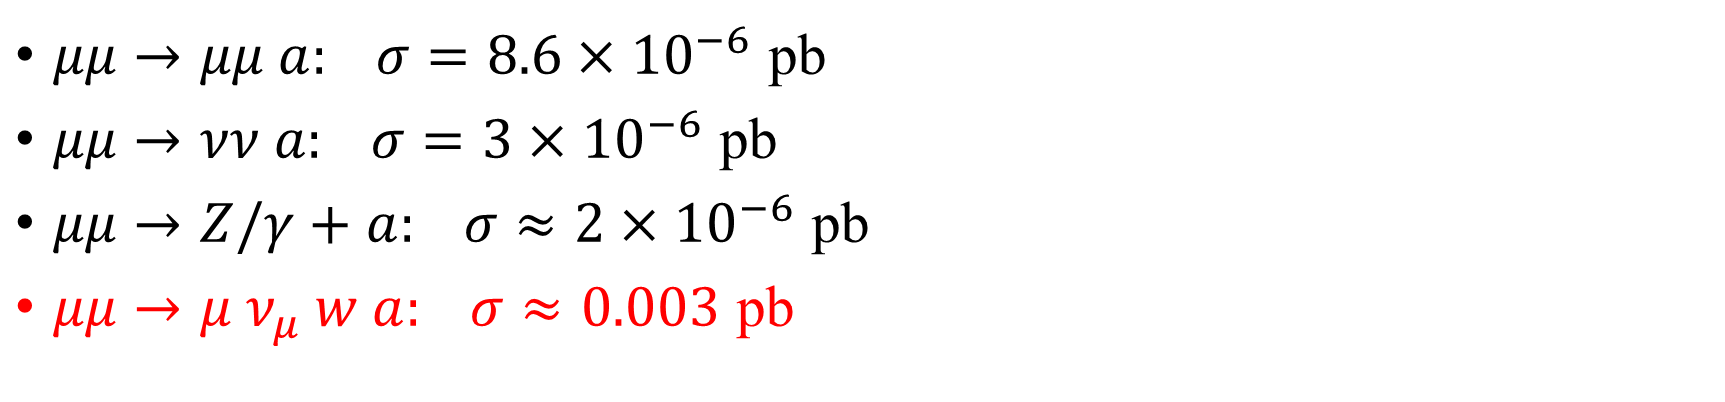 • μμ → μμ a: σ = 8.6 × 10⁻⁶ pb
• μμ → νν a: σ = 3 × 10⁻⁶ pb
• μμ → Z/γ + a: σ ≈ 2 × 10⁻⁶ pb
• μμ → μ ν_μ w a: σ ≈ 0.003 pb